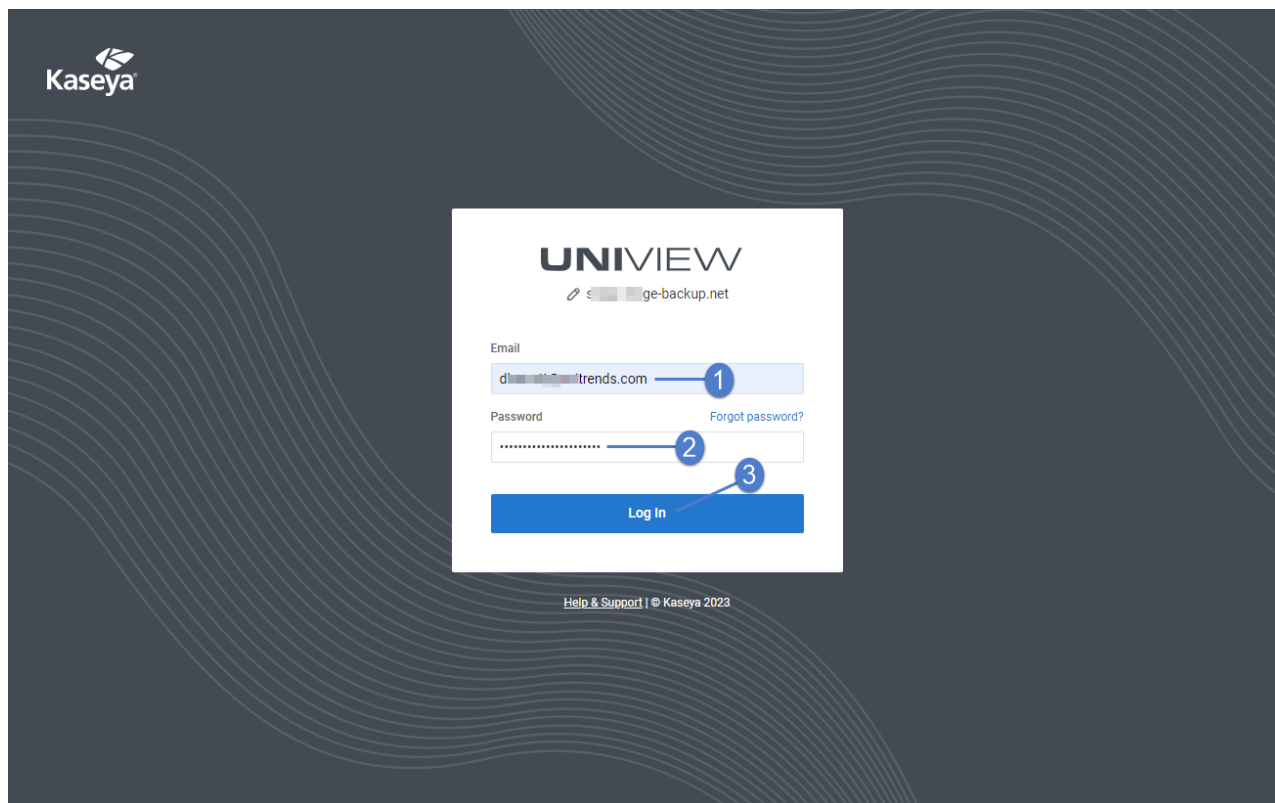 Kaseya
UNIVIEW
ge-backup.net
Email
trends.com
1
Password Forgot password?
2
3
Log In
Help & Support | © Kaseya 2023